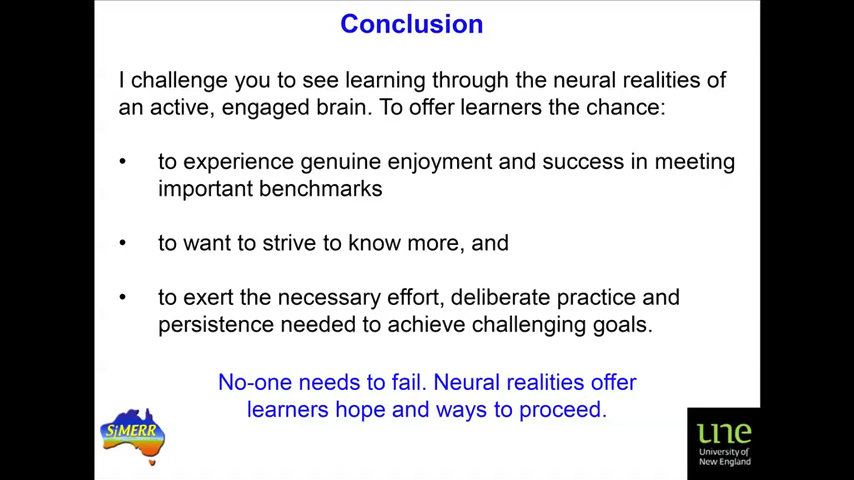 Conclusion
I challenge you to see learning through the neural realities of
an active, engaged brain. To offer learners the chance:
• to experience genuine enjoyment and success in meeting
important benchmarks
• to want to strive to know more, and
• to exert the necessary effort, deliberate practice and
persistence needed to achieve challenging goals.
No-one needs to fail. Neural realities offer
learners hope and ways to proceed.
SiMERR
une
University of
New England